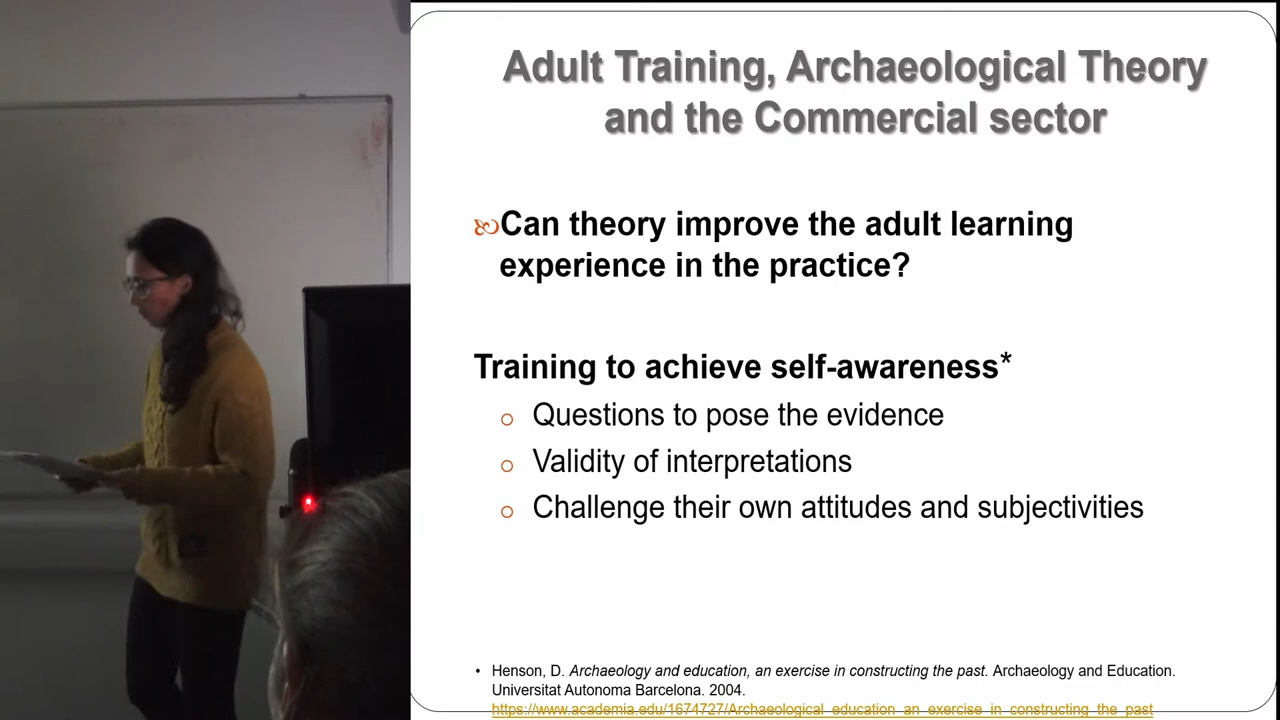 Adult Training, Archaeological Theory
and the Commercial sector
Can theory improve the adult learning
experience in the practice?
Training to achieve self-awareness*
Questions to pose the evidence
Validity of interpretations
Challenge their own attitudes and subjectivities
• Henson, D. Archaeology and education, an exercise in constructing the past. Archaeology and Education.
Universitat Autonoma Barcelona. 2004.
https://www.academia.edu/1674727/Archaeological_education_an_exercise_in_constructing_the_past